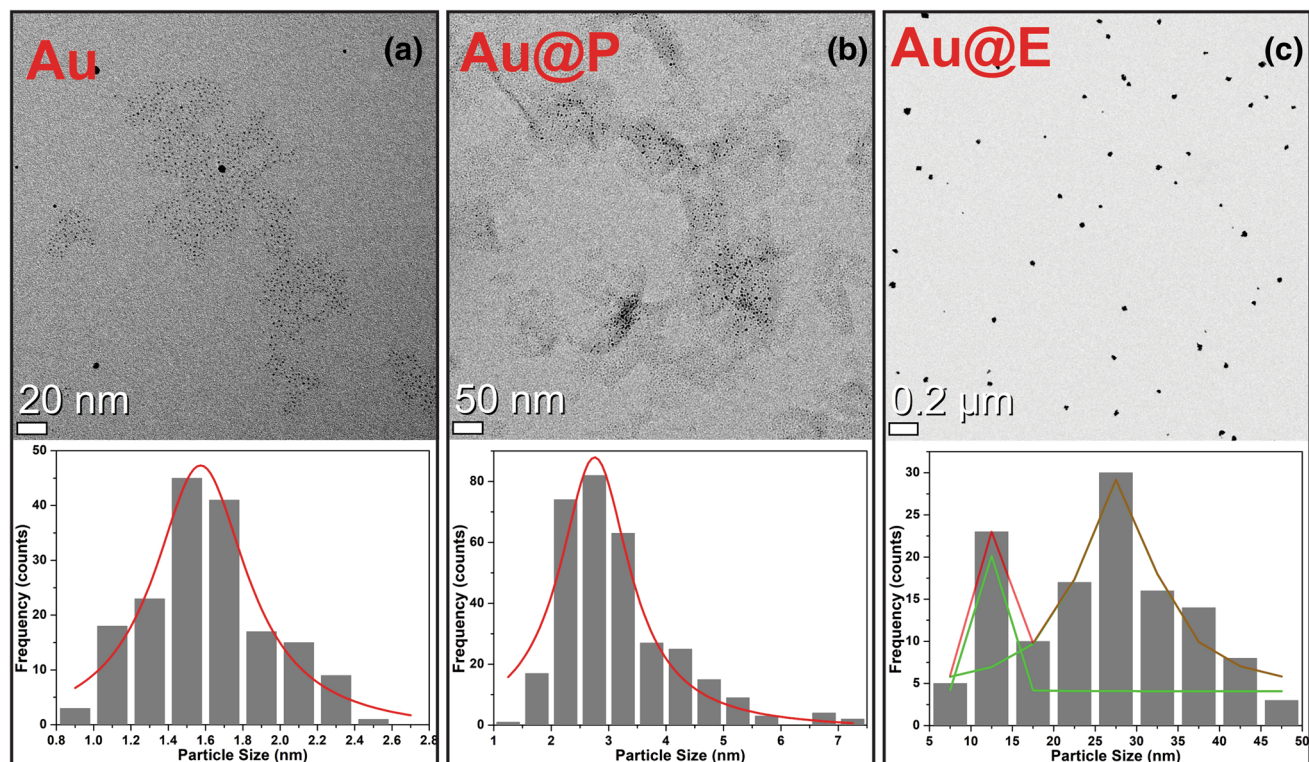 Au
(a)
20 nm
50
40
30
20
10
0
Frequency (counts)
0.8 1.0 1.2 1.4 1.6 1.8 2.0 2.2 2.4 2.6 2.8
Particle Size (nm)
Au@P
(b)
50 nm
80
60
40
20
0
Frequency (counts)
1 2 3 4 5 6 7
Particle Size (nm)
Au@E
(c)
0.2 µm
30
25
20
15
10
5
0
Frequency (counts)
5 10 15 20 25 30 35 40 45 50
Particle Size (nm)